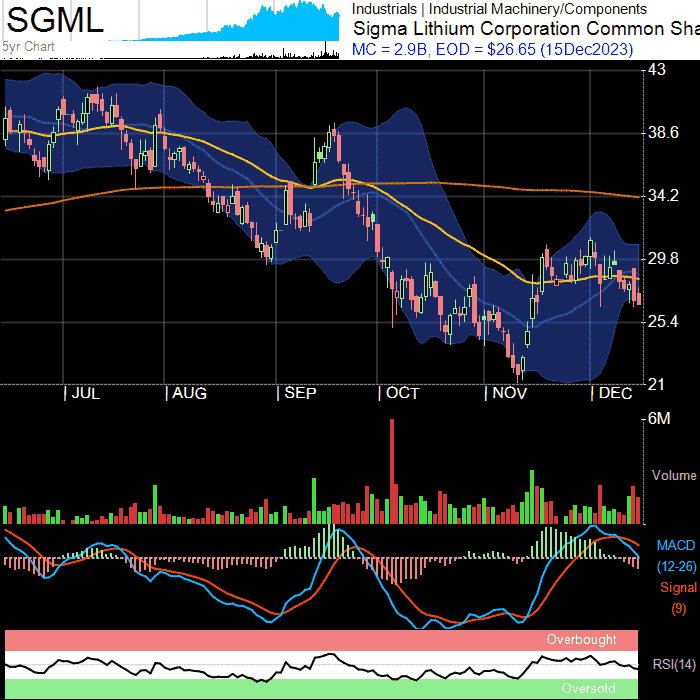 SGML
5yr Chart
Industrials | Industrial Machinery/Components
Sigma Lithium Corporation Common Sha
MC = 2.9B, EOD = $26.65 (15Dec2023)
43
38.6
34.2
29.8
25.4
21
JUL
AUG
SEP
OCT
NOV
DEC
6M
Volume
MACD
(12-26)
Signal
(9)
Overbought
RSI(14)
Oversold